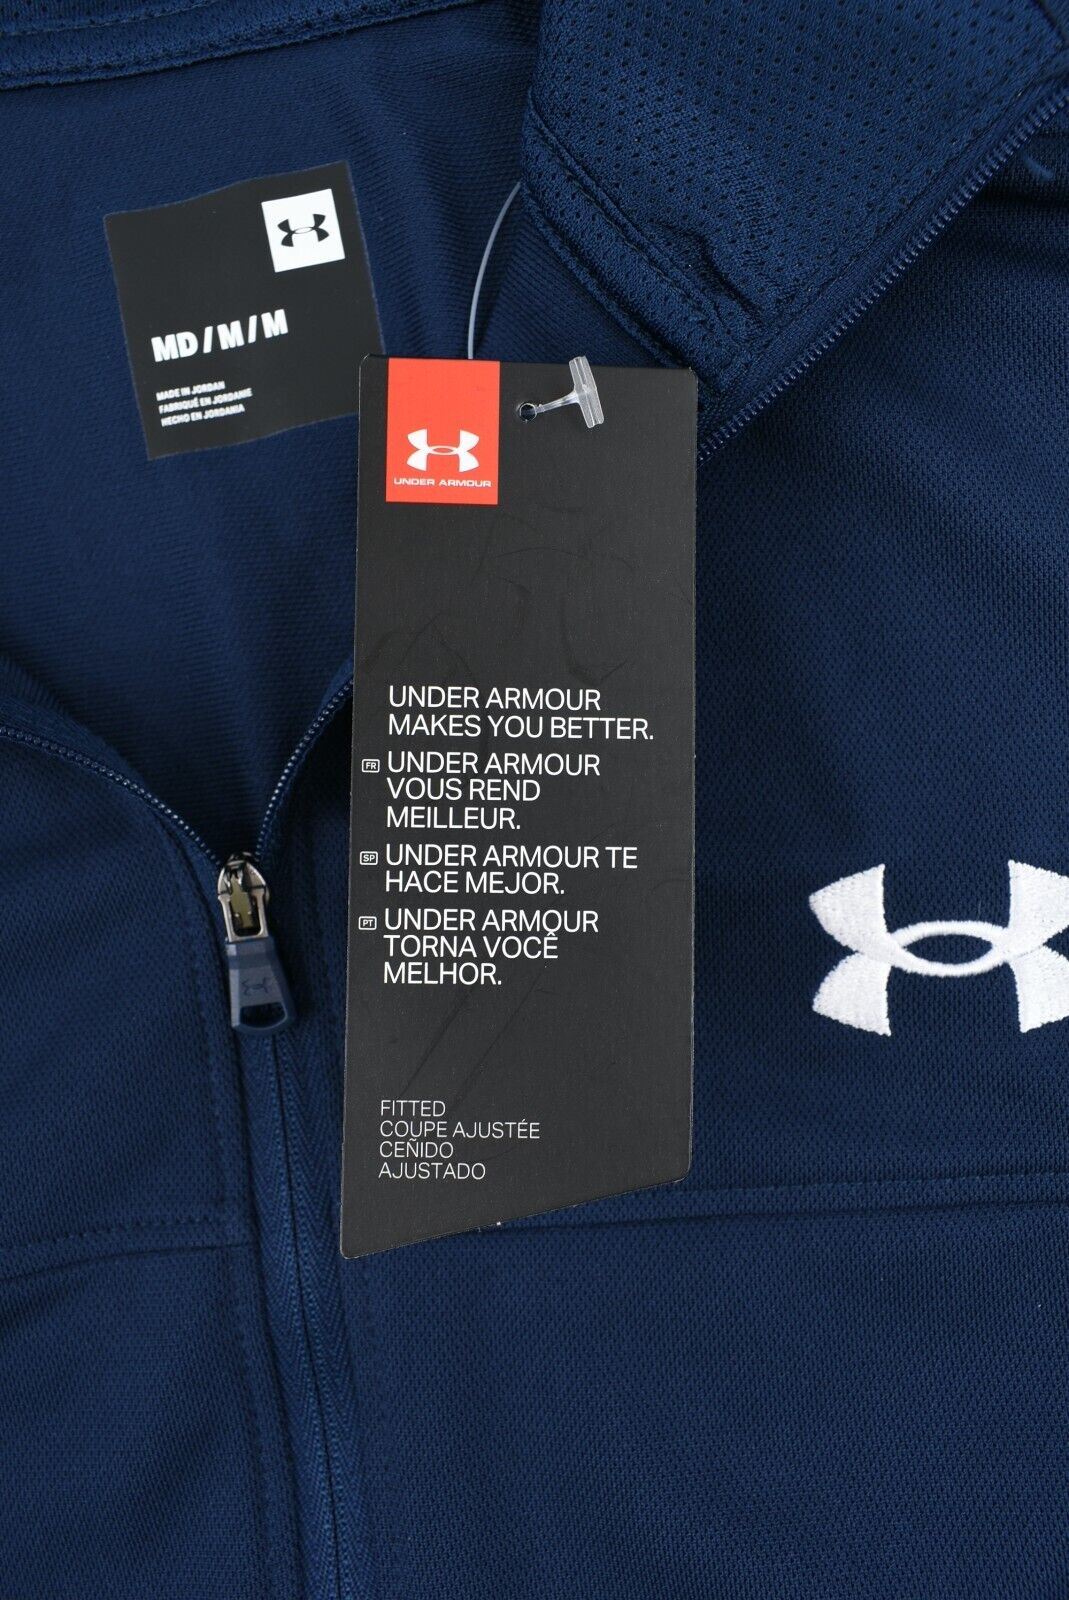 MD / M / M
MADE IN JORDAN
FABRIQUÉ EN JORDANIE
HECHO EN JORDANIA
UNDER ARMOUR
UNDER ARMOUR
MAKES YOU BETTER.
FR UNDER ARMOUR
VOUS REND
MEILLEUR.
SP UNDER ARMOUR TE
HACE MEJOR.
PT UNDER ARMOUR
TORNA VOCÊ
MELHOR.
FITTED
COUPE AJUSTÉE
CEÑIDO
AJUSTADO